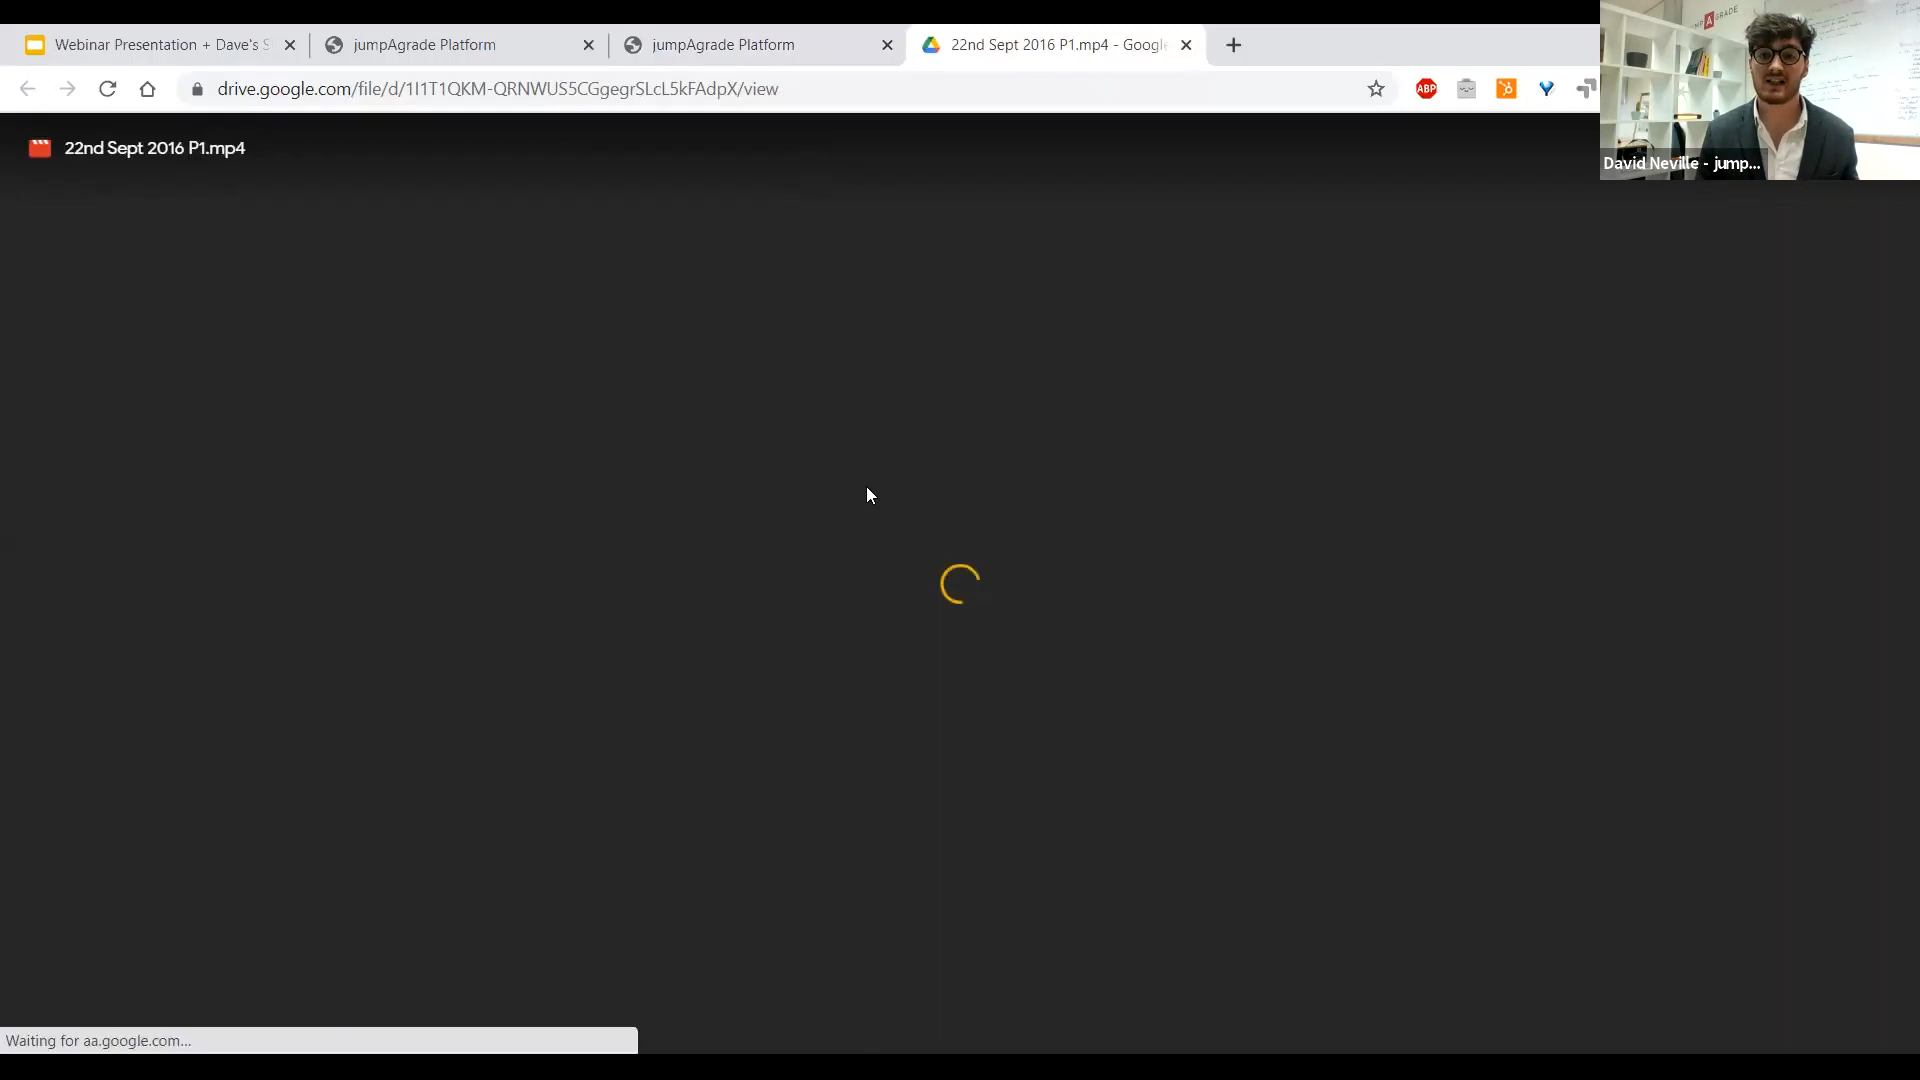 Webinar Presentation + Dave's S
jumpAgrade Platform
jumpAgrade Platform
22nd Sept 2016 P1.mp4 - Googl
drive.google.com/file/d/1I1T1QKM-QRNWUS5CGgegrSLcL5kFAdpX/view
ABP
22nd Sept 2016 P1.mp4
David Neville - jump...
Waiting for aa.google.com...